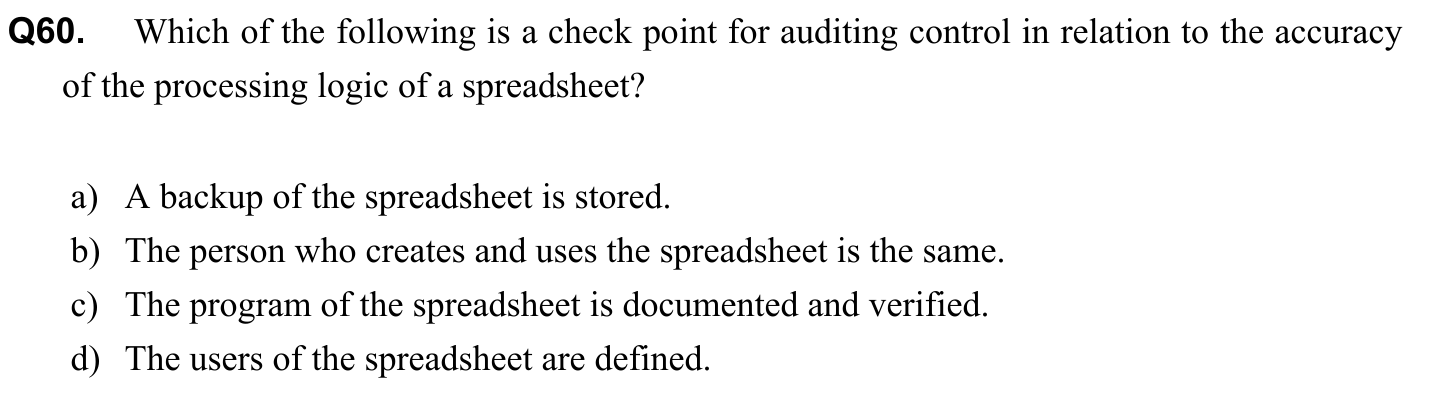 Q60. Which of the following is a check point for auditing control in relation to the accuracy
of the processing logic of a spreadsheet?
a) A backup of the spreadsheet is stored.
b) The person who creates and uses the spreadsheet is the same.
c) The program of the spreadsheet is documented and verified.
d) The users of the spreadsheet are defined.